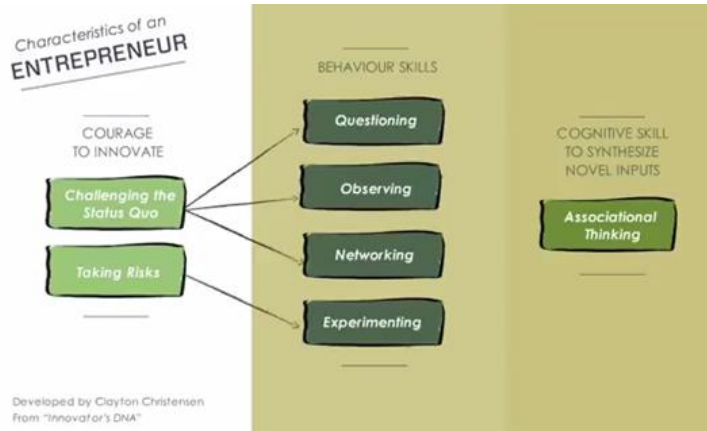 Characteristics of an
ENTREPRENEUR
COURAGE
TO INNOVATE
Challenging the
Status Quo
Taking Risks
BEHAVIOUR SKILLS
Questioning
Observing
Networking
Experimenting
COGNITIVE SKILL
TO SYNTHESIZE
NOVEL INPUTS
Associational
Thinking
Developed by Clayton Christensen
From "Innovator's DNA"